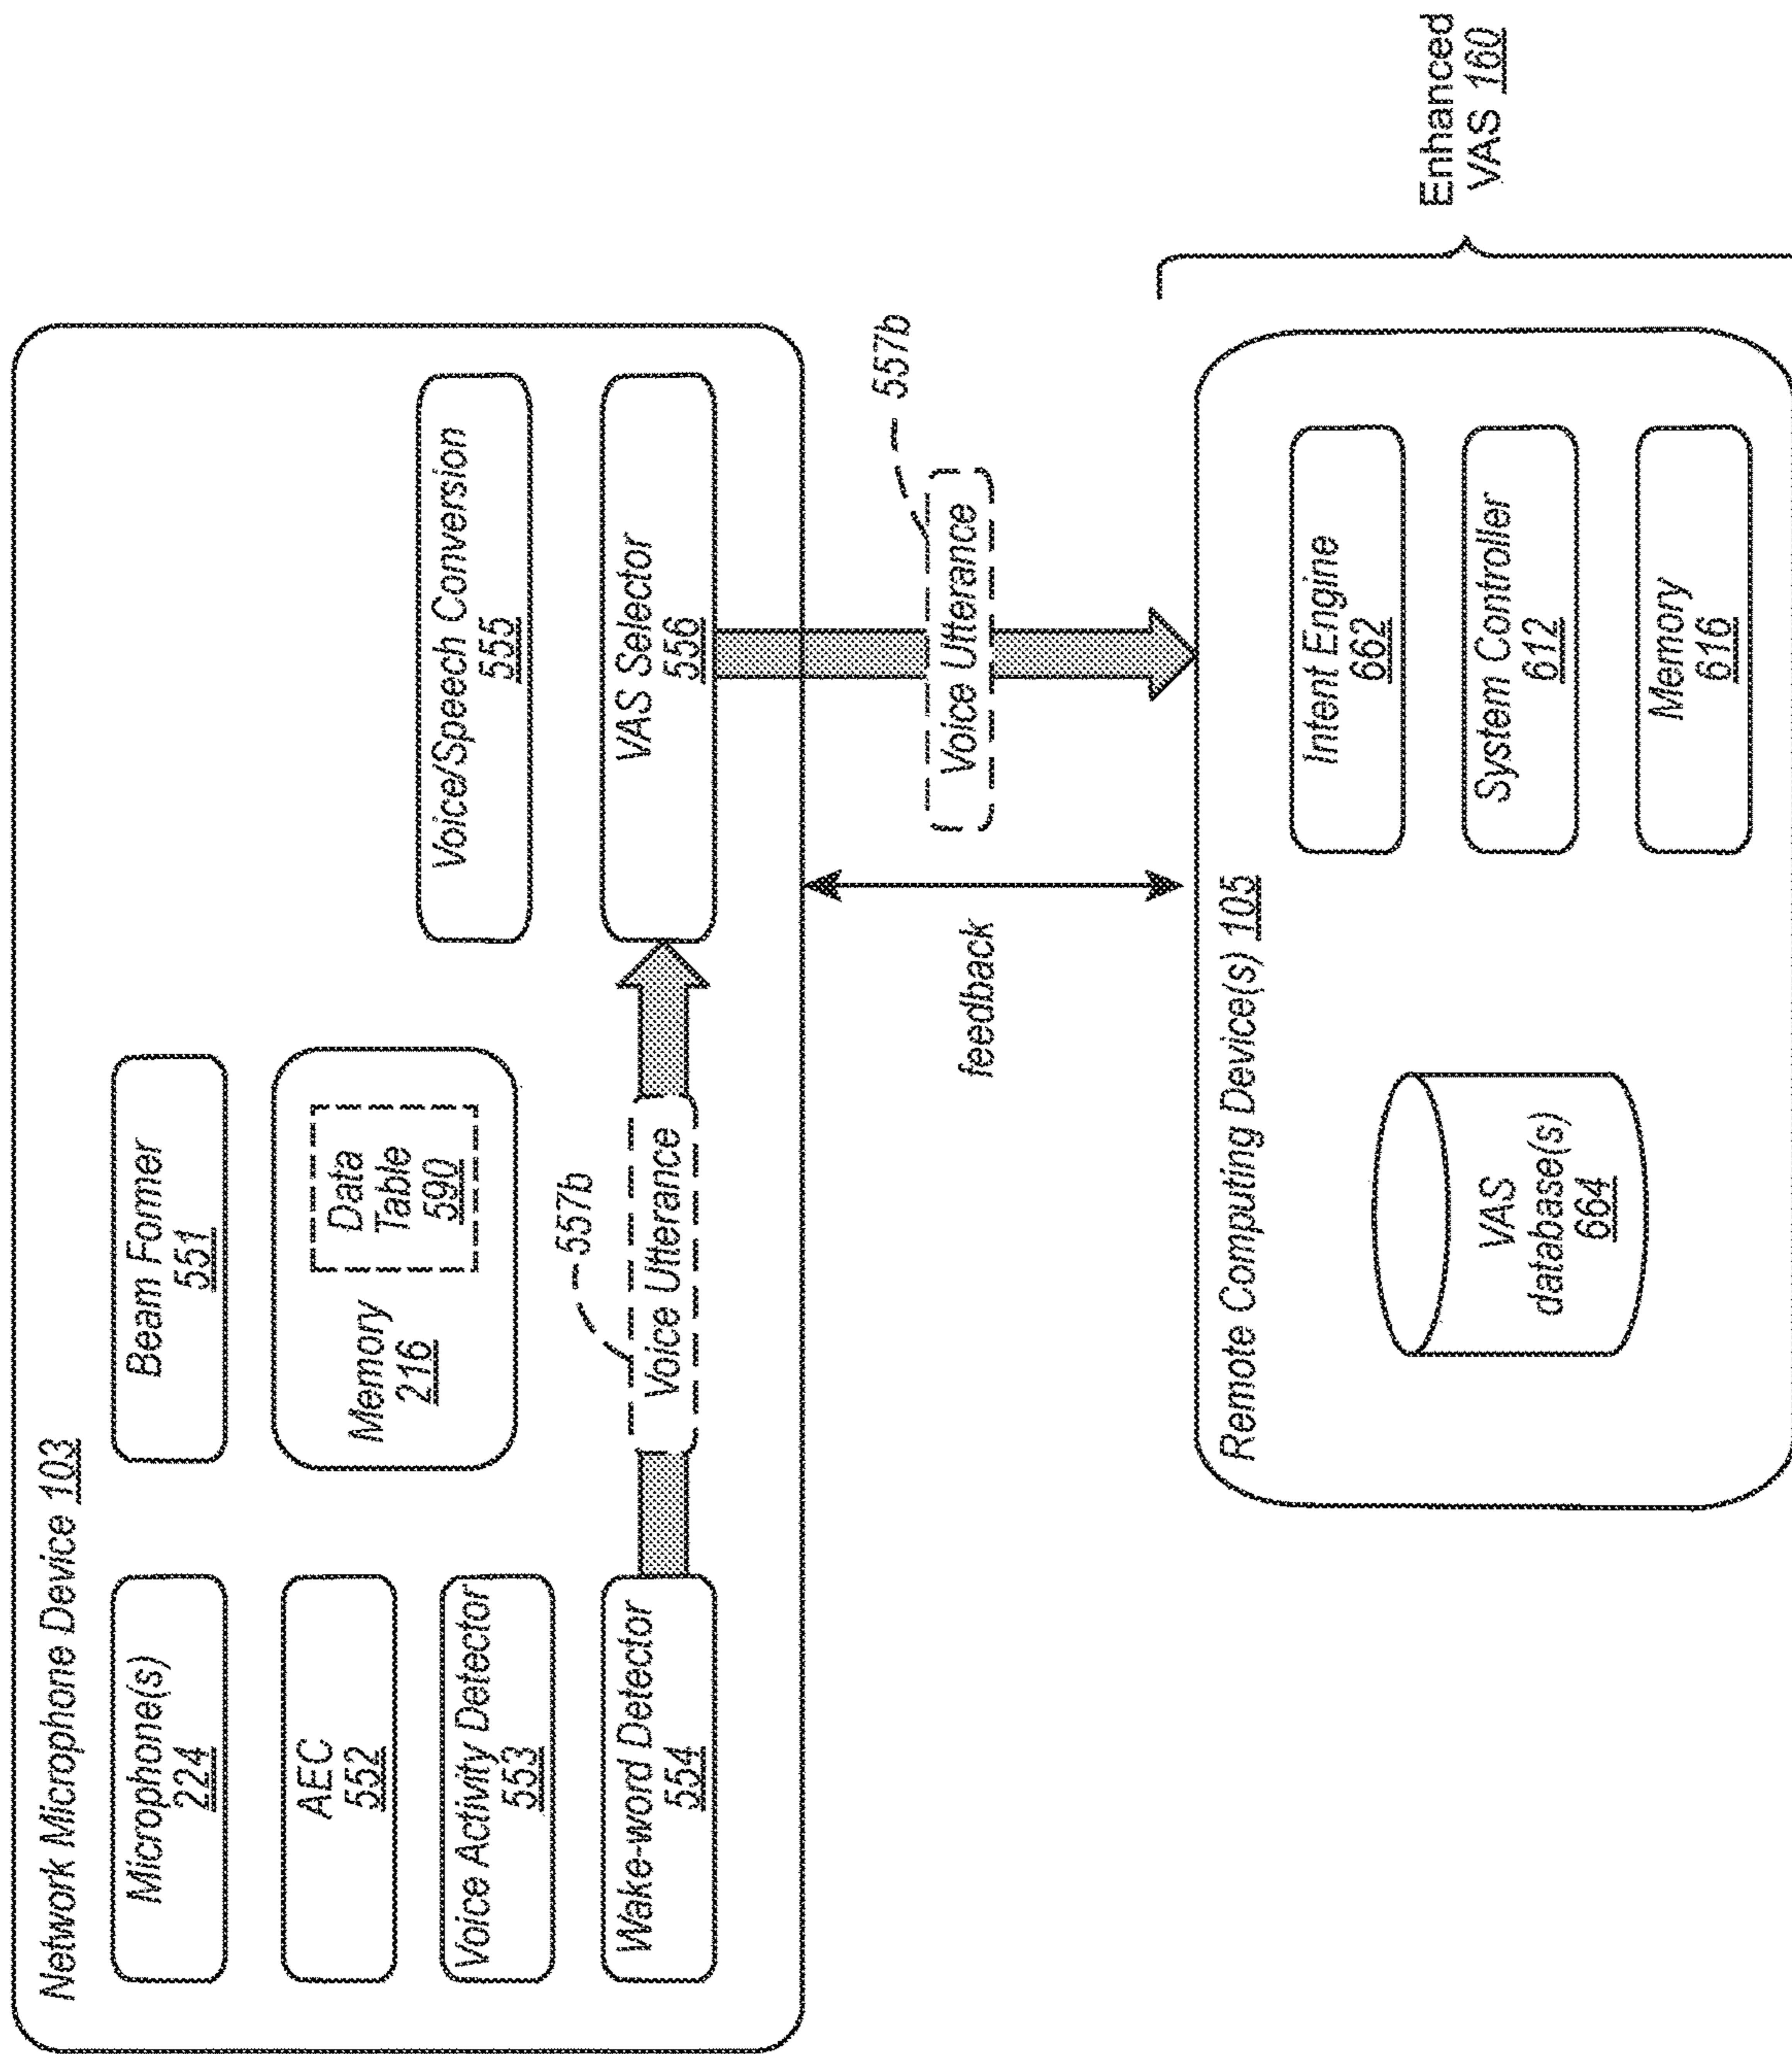 Network Microphone Device 103
Microphone(s)
224
AEC
552
Voice Activity Detector
553
Wake-word Detector
554
Beam Fomer
551
Memory
216
Data
Table
590
557b
Voice Utterance
Voice/Speech Conversion
555
VAS Selector
556
feedback
Voice Utterance
557b
Remote Computing Device(s) 105
VAS
database(s)
664
Intent Engine
662
System Controller
612
Memory
616
Enhanced
VAS 160